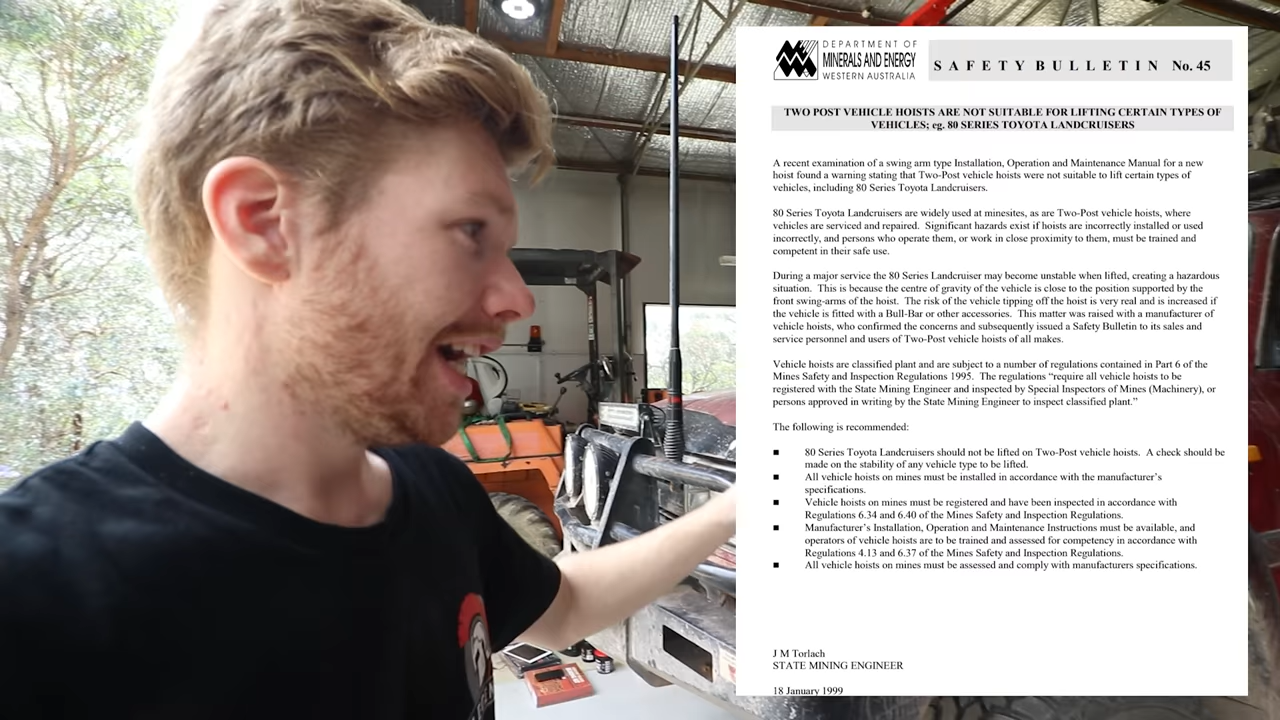 DEPARTMENT OF
MINERALS AND ENERGY
WESTERN AUSTRALIA
SAFETY BULLETIN No. 45
TWO POST VEHICLE HOISTS ARE NOT SUITABLE FOR LIFTING CERTAIN TYPES OF
VEHICLES; eg. 80 SERIES TOYOTA LANDCRUISERS
A recent examination of a swing arm type Installation, Operation and Maintenance Manual for a new
hoist found a warning stating that Two-Post vehicle hoists were not suitable to lift certain types of
vehicles, including 80 Series Toyota Landcruisers.
80 Series Toyota Landcruisers are widely used at minesites, as are Two-Post vehicle hoists, where
vehicles are serviced and repaired. Significant hazards exist if hoists are incorrectly installed or used
incorrectly, and persons who operate them, or work in close proximity to them, must be trained and
competent in their safe use.
During a major service the 80 Series Landcruiser may become unstable when lifted, creating a hazardous
situation. This is because the centre of gravity of the vehicle is close to the position supported by the
front swing-arms of the hoist. The risk of the vehicle tipping off the hoist is very real and is increased if
the vehicle is fitted with a Bull-Bar or other accessories. This matter was raised with a manufacturer of
vehicle hoists, who confirmed the concerns and subsequently issued a Safety Bulletin to its sales and
service personnel and users of Two-Post vehicle hoists of all makes.
Vehicle hoists are classified plant and are subject to a number of regulations contained in Part 6 of the
Mines Safety and Inspection Regulations 1995. The regulations “require all vehicle hoists to be
registered with the State Mining Engineer and inspected by Special Inspectors of Mines (Machinery), or
persons approved in writing by the State Mining Engineer to inspect classified plant.”
The following is recommended:
■ 80 Series Toyota Landcruisers should not be lifted on Two-Post vehicle hoists. A check should be
made on the stability of any vehicle type to be lifted.
■ All vehicle hoists on mines must be installed in accordance with the manufacturer’s
specifications.
■ Vehicle hoists on mines must be registered and have been inspected in accordance with
Regulations 6.34 and 6.40 of the Mines Safety and Inspection Regulations.
■ Manufacturer’s Installation, Operation and Maintenance Instructions must be available, and
operators of vehicle hoists are to be trained and assessed for competency in accordance with
Regulations 4.13 and 6.37 of the Mines Safety and Inspection Regulations.
■ All vehicle hoists on mines must be assessed and comply with manufacturers specifications.
J M Torlach
STATE MINING ENGINEER
18 January 1999